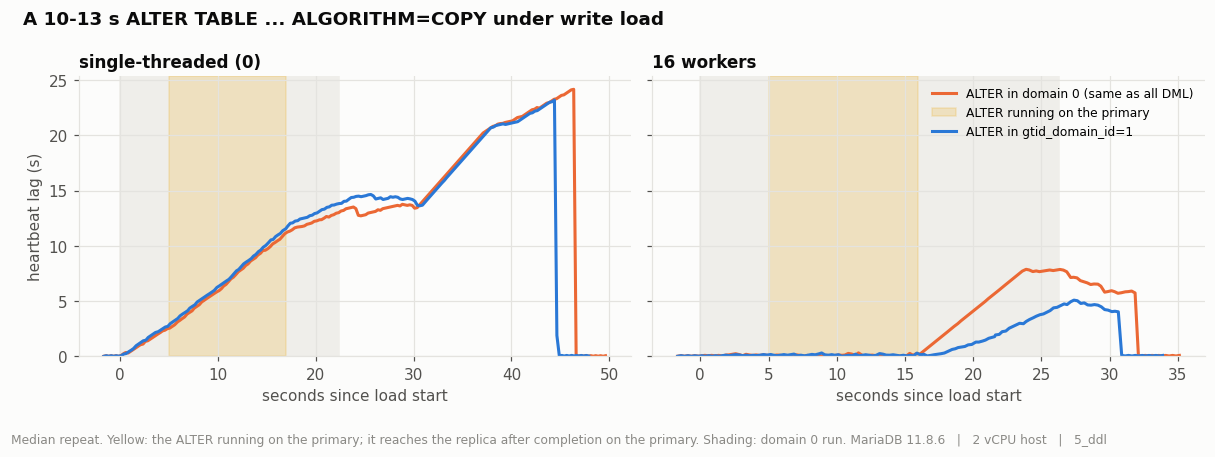 A 10-13 s ALTER TABLE ... ALGORITHM=COPY under write load
single-threaded (0)
25
20
15
10
5
0
heartbeat lag (s)
0
10
20
30
40
50
seconds since load start
16 workers
ALTER in domain 0 (same as all DML)
ALTER running on the primary
ALTER in gtid_domain_id=1
0
5
10
15
20
25
30
35
seconds since load start
Median repeat. Yellow: the ALTER running on the primary; it reaches the replica after completion on the primary. Shading: domain 0 run. MariaDB 11.8.6 | 2 vCPU host | 5_ddl